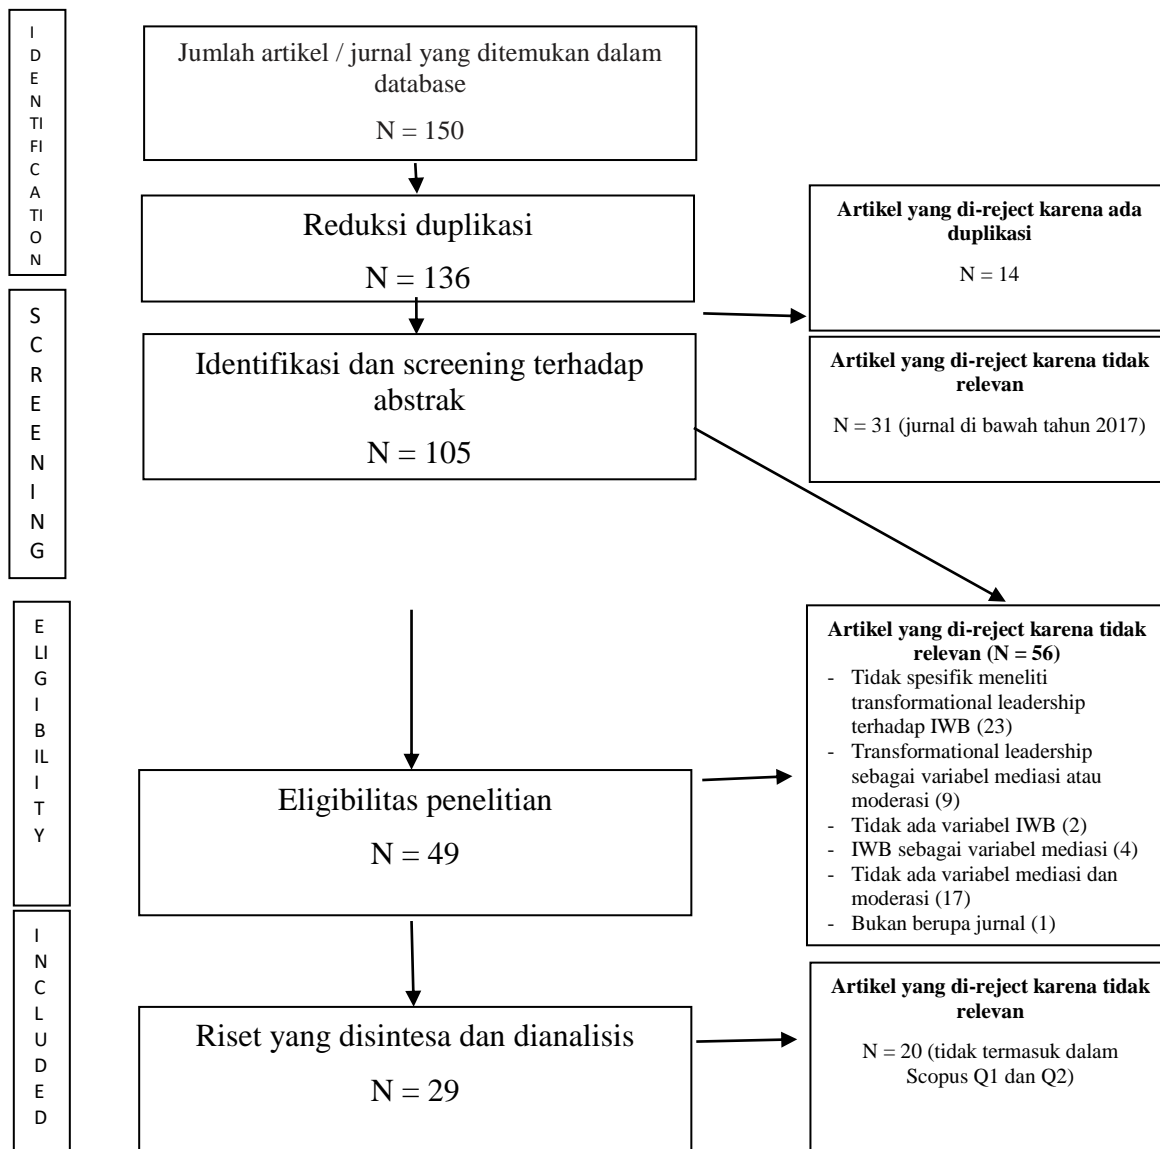 I
D
E
N
TI
FI
C
A
TI
O
N
Jumlah artikel / jurnal yang ditemukan dalam
database
N = 150
Reduksi duplikasi
N = 136
Artikel yang di-reject karena ada
duplikasi
N = 14
S
C
R
E
E
N
I
N
G
Identifikasi dan screening terhadap
abstrak
N = 105
Artikel yang di-reject karena tidak
relevan
N = 31 (jurnal di bawah tahun 2017)
E
LI
G
I
B
IL
I
T
Y
Eligibilitas penelitian
N = 49
Artikel yang di-reject karena tidak
relevan (N = 56)
- Tidak spesifik meneliti
transformational leadership
terhadap IWB (23)
- Transformational leadership
sebagai variabel mediasi atau
moderasi (9)
- Tidak ada variabel IWB (2)
- IWB sebagai variabel mediasi (4)
- Tidak ada variabel mediasi dan
moderasi (17)
- Bukan berupa jurnal (1)
I
N
C
L
U
D
E
D
Riset yang disintesa dan dianalisis
N = 29
Artikel yang di-reject karena tidak
relevan
N = 20 (tidak termasuk dalam
Scopus Q1 dan Q2)